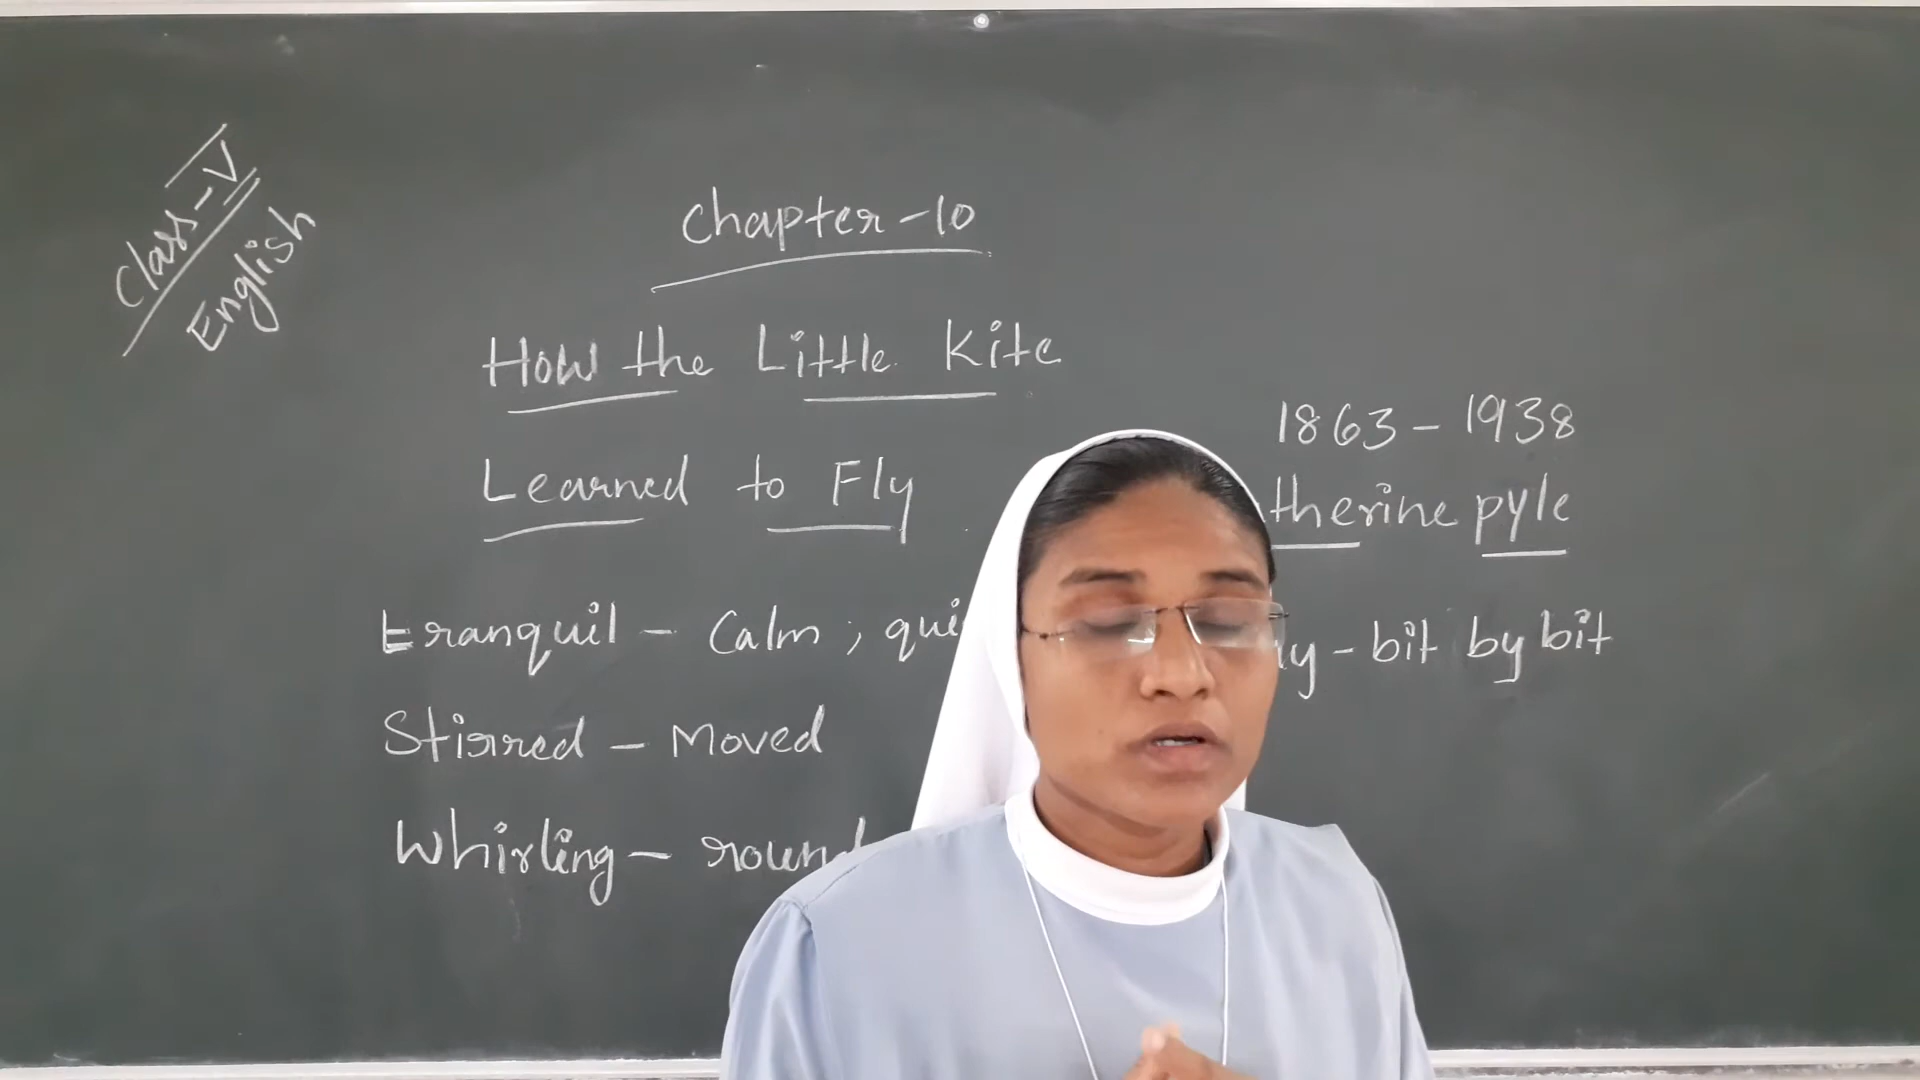 Class-V
English
Chapter-10
How the Little Kite
Learned to Fly
1863-1938
therine pyle
tranquil - Calm ; qui
y - bit by bit
Stirred - Moved
Whirling - round